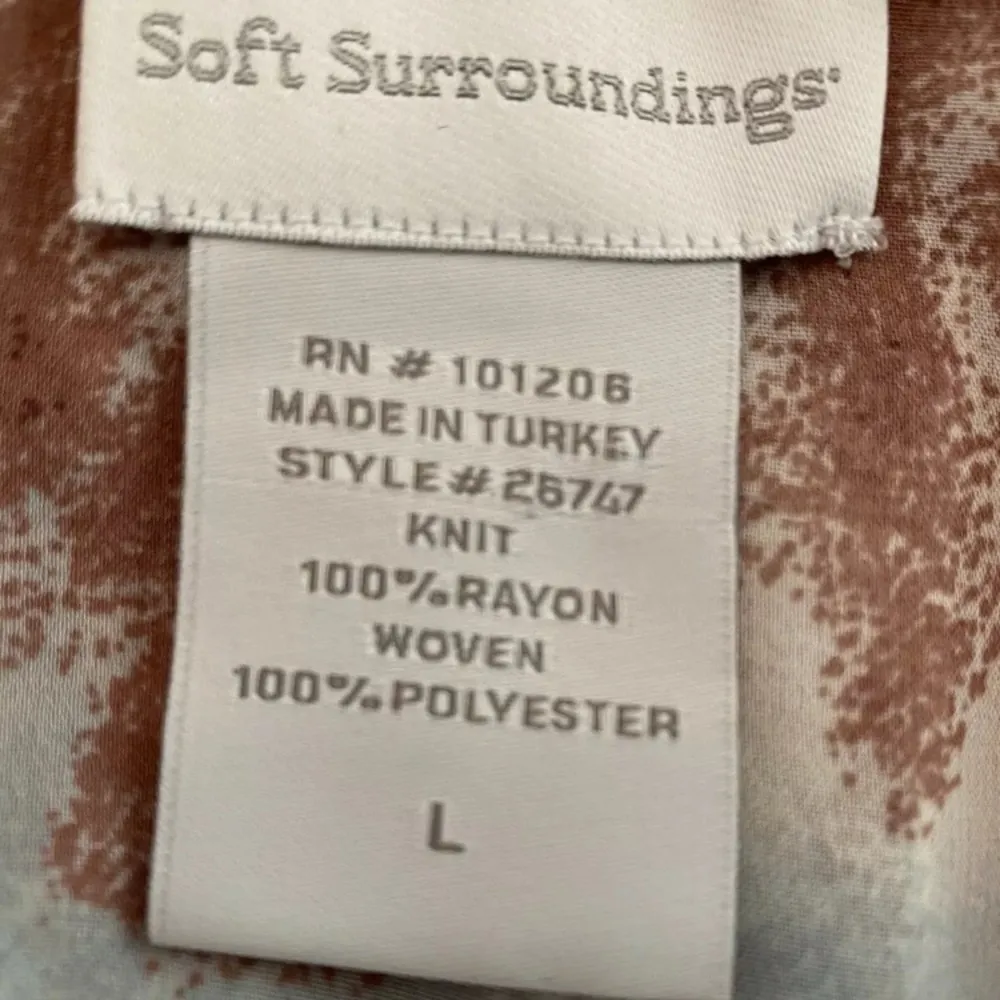 Soft Surroundings
RN # 101206
MADE IN TURKEY
STYLE # 26747
KNIT
100% RAYON
WOVEN
100% POLYESTER
L